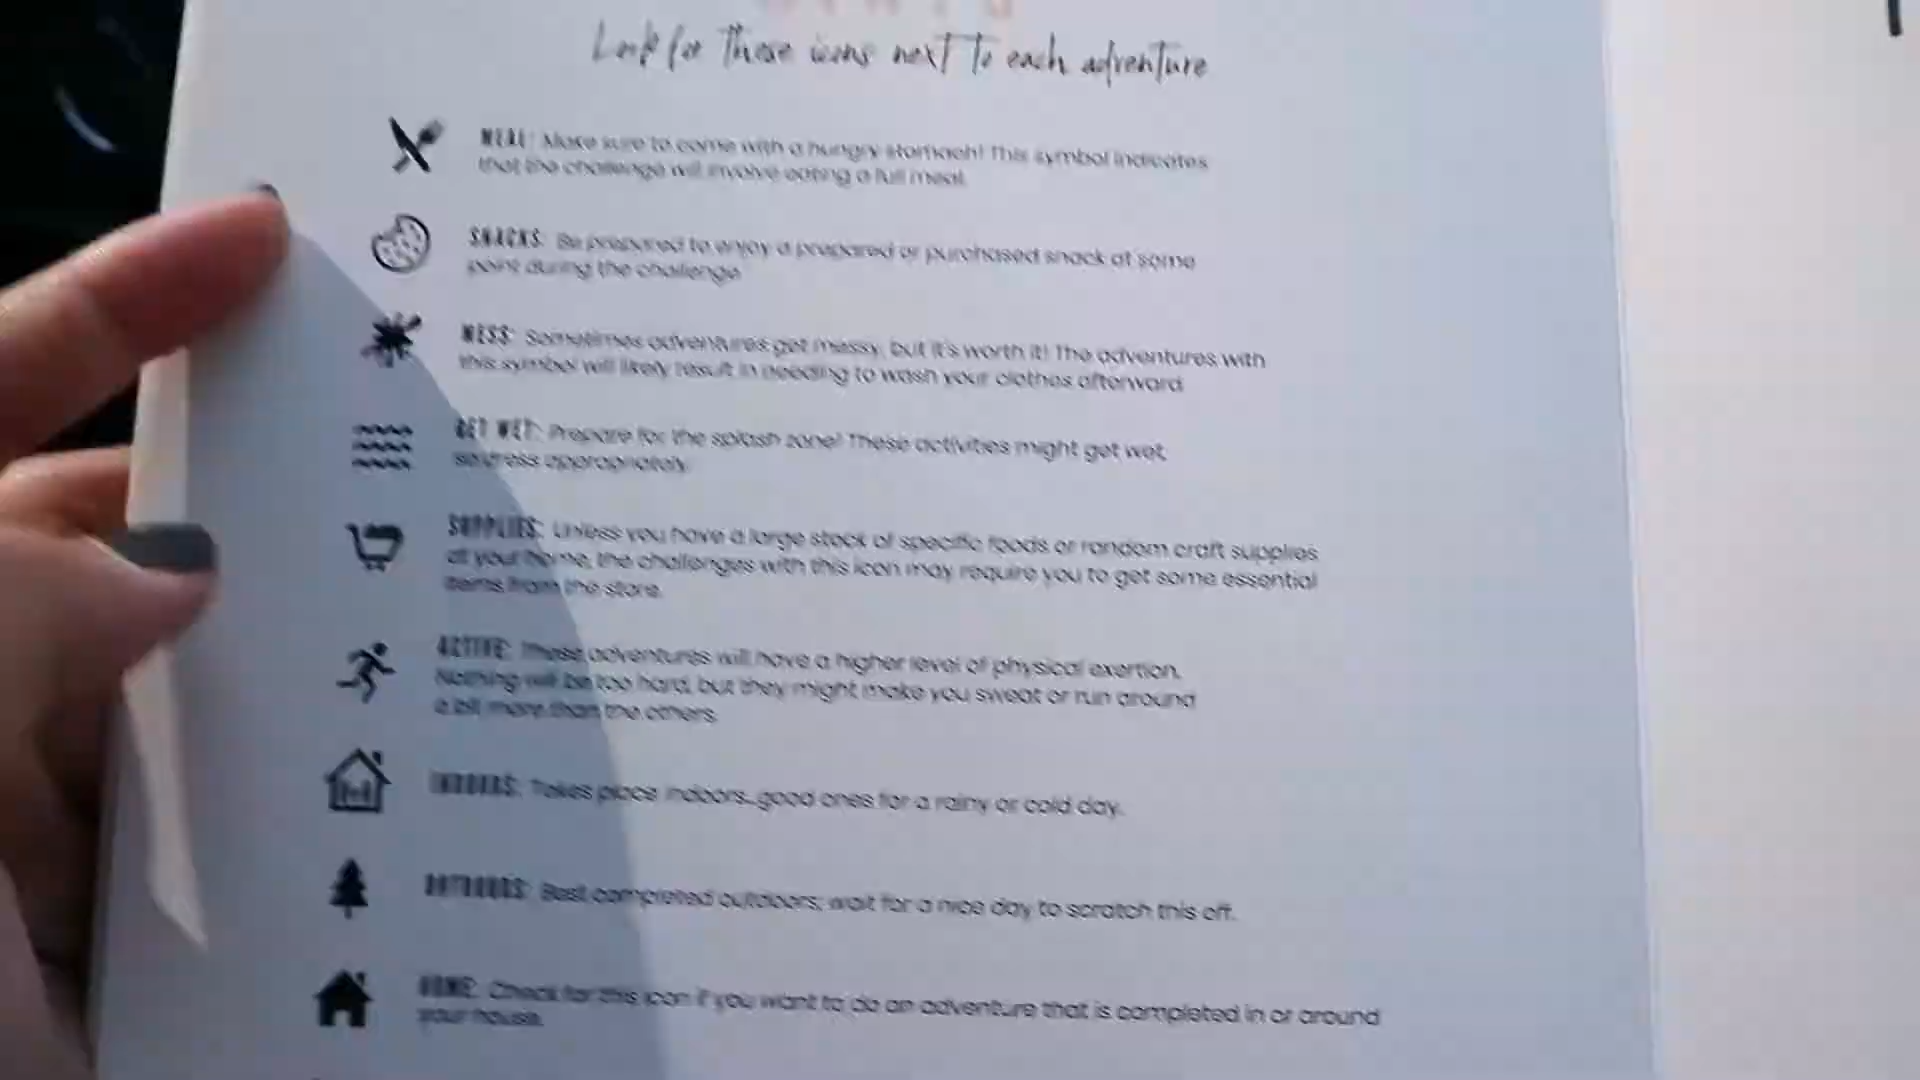 Look for these icons next to each adventure
MEAL: Make sure to come with a hungry stomach! This symbol indicates
that the challenge will involve eating a full meal.
SNACKS: Be prepared to enjoy a prepared or purchased snack at some
point during the challenge.
MESS: Sometimes adventures get messy, but it's worth it! The adventures with
this symbol will likely result in needing to wash your clothes afterward.
GET WET: Prepare for the splash zone! These activities might get wet,
so dress appropriately.
SUPPLIES: Unless you have a large stock of specific foods or random craft supplies
at your home, the challenges with this icon may require you to get some essential
items from the store.
ACTIVE: These adventures will have a higher level of physical exertion.
Nothing will be too hard, but they might make you sweat or run around
a bit more than the others.
INDOORS: Takes place indoors...good ones for a rainy or cold day.
OUTDOORS: Best completed outdoors; wait for a nice day to scratch this off.
HOME: Check for this icon if you want to do an adventure that is completed in or around
your house.